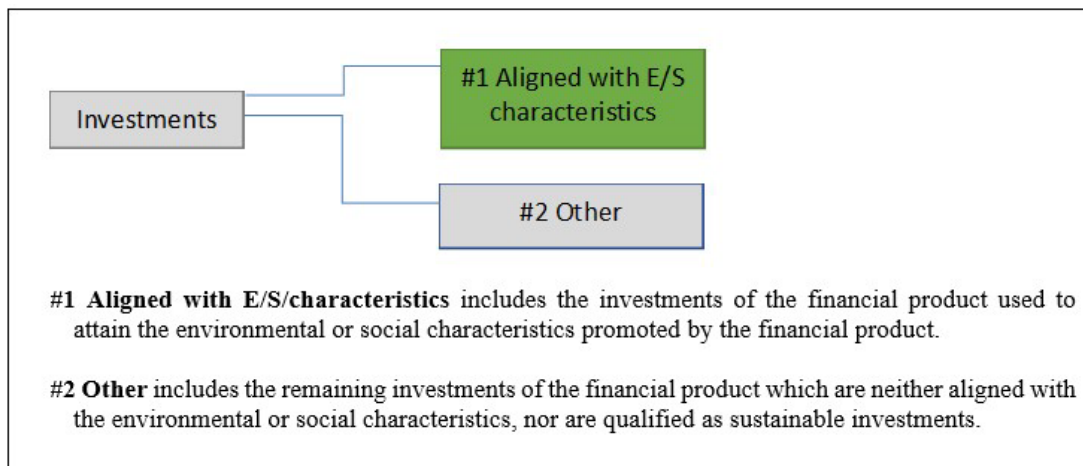 #1 Aligned with E/S
characteristics
Investments
#2 Other
#1 Aligned with E/S/characteristics includes the investments of the financial product used to
attain the environmental or social characteristics promoted by the financial product.
#2 Other includes the remaining investments of the financial product which are neither aligned with
the environmental or social characteristics, nor are qualified as sustainable investments.